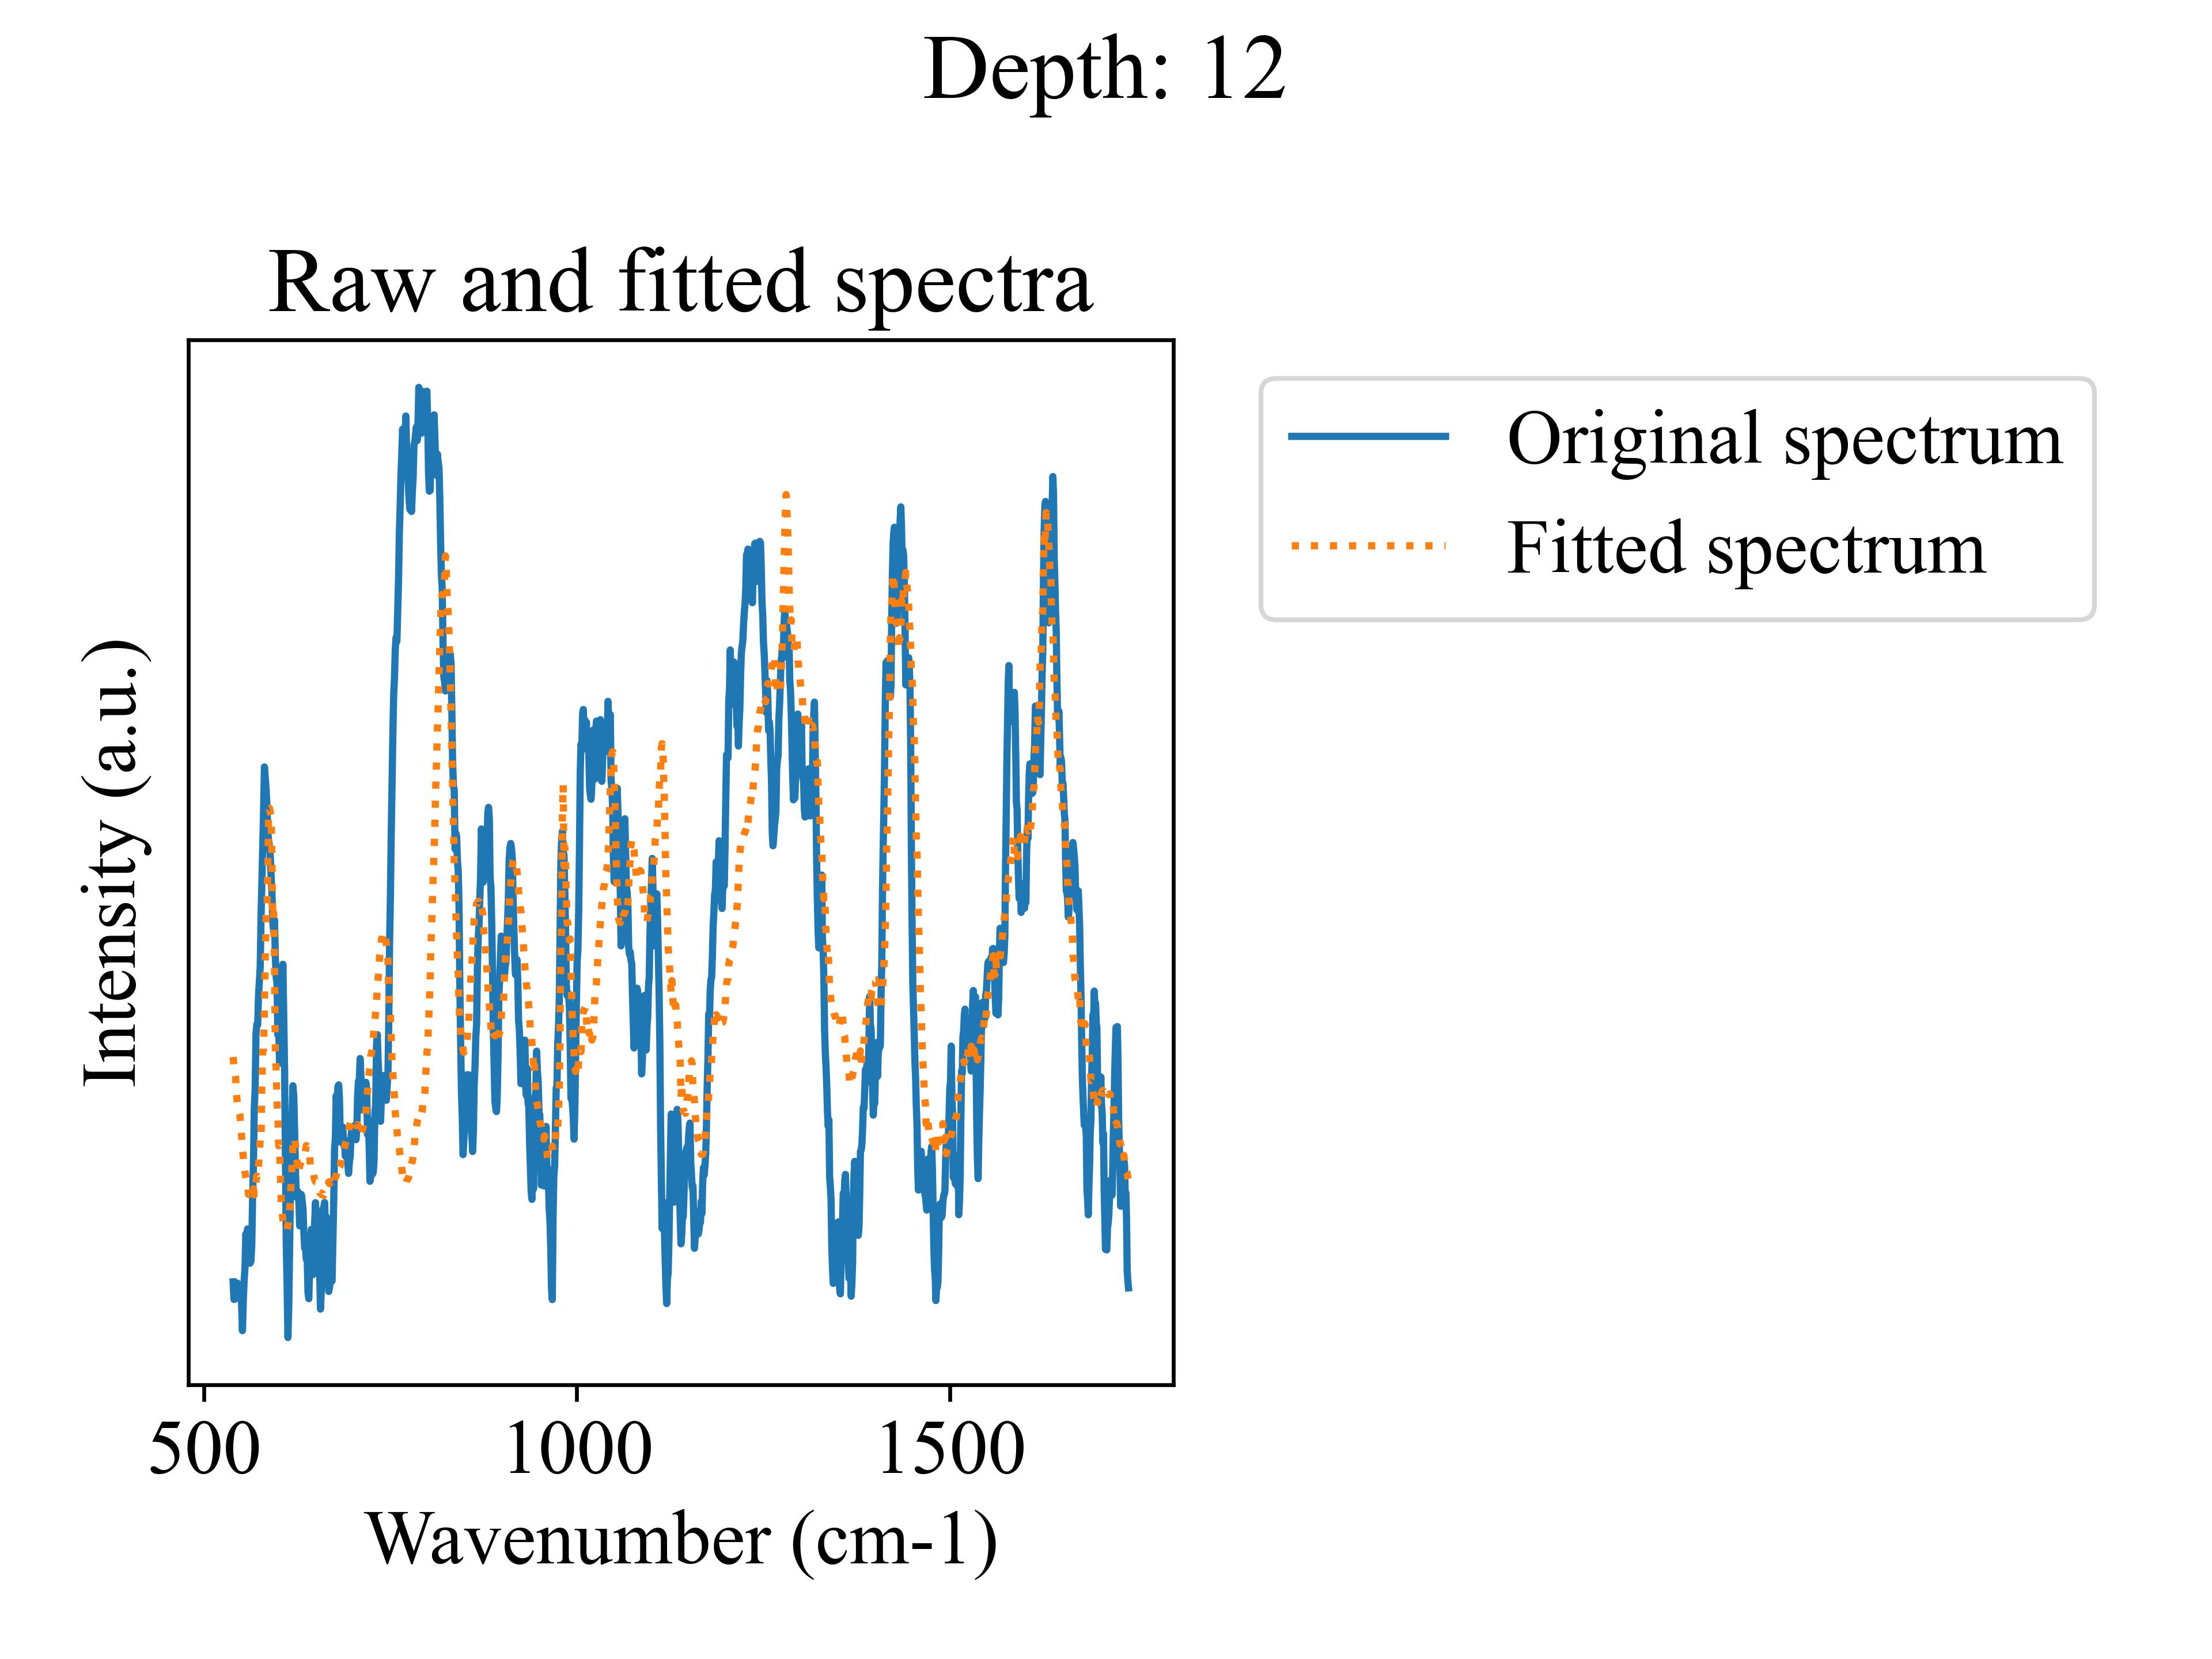 Depth: 12
Raw and fitted spectra
Original spectrum
Fitted spectrum
Intensity (a.u.)
500 1000 1500
Wavenumber (cm-1)